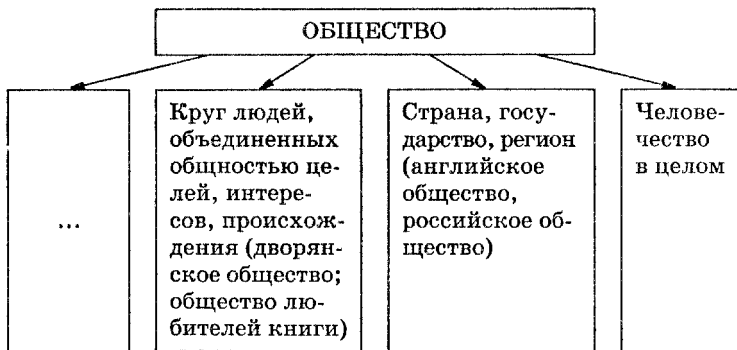 ОБЩЕСТВО
...
Круг людей,
объединенных
общностью це-
лей, интере-
сов, происхож-
дения (дворян-
ское общество;
общество лю-
бителей книги)
Страна, госу-
дарство, регион
(английское
общество,
российское об-
щество)
Челове-
чество
в целом